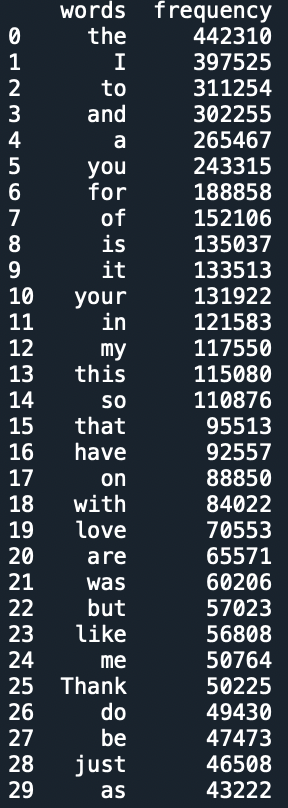 words frequency
0 the 442310
1 I 397525
2 to 311254
3 and 302255
4 a 265467
5 you 243315
6 for 188858
7 of 152106
8 is 135037
9 it 133513
10 your 131922
11 in 121583
12 my 117550
13 this 115080
14 so 110876
15 that 95513
16 have 92557
17 on 88850
18 with 84022
19 love 70553
20 are 65571
21 was 60206
22 but 57023
23 like 56808
24 me 50764
25 Thank 50225
26 do 49430
27 be 47473
28 just 46508
29 as 43222